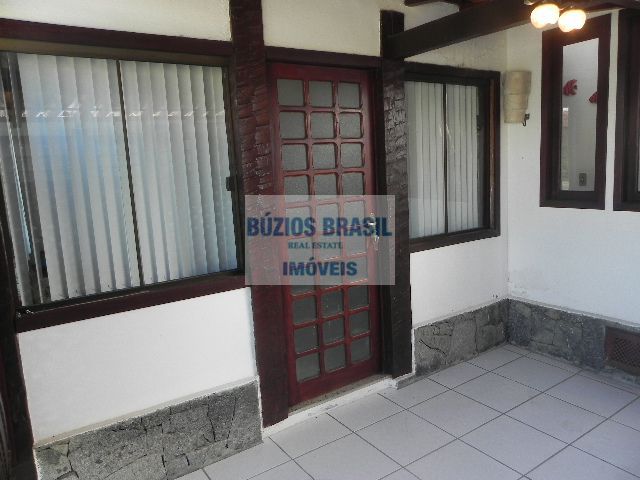 BÚZIOS BRASIL
REAL ESTATE
IMÓVEIS